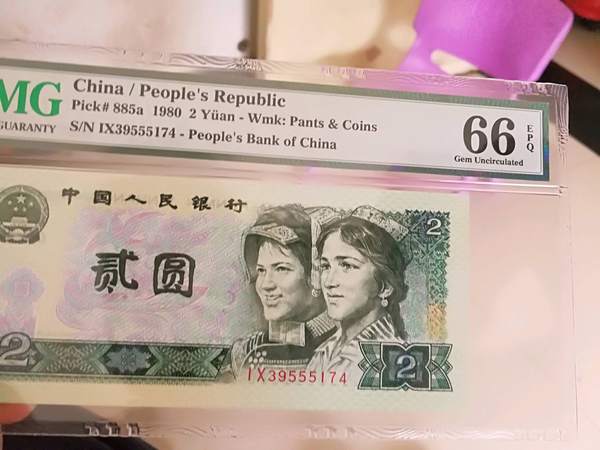 MG
GUARANTY
China / People's Republic
Pick# 885a 1980 2 Yüan - Wmk: Pants & Coins
S/N IX39555174 - People's Bank of China
66
EPQ
Gem Uncirculated
中国人民银行
贰圆
2
2
2
IX39555174